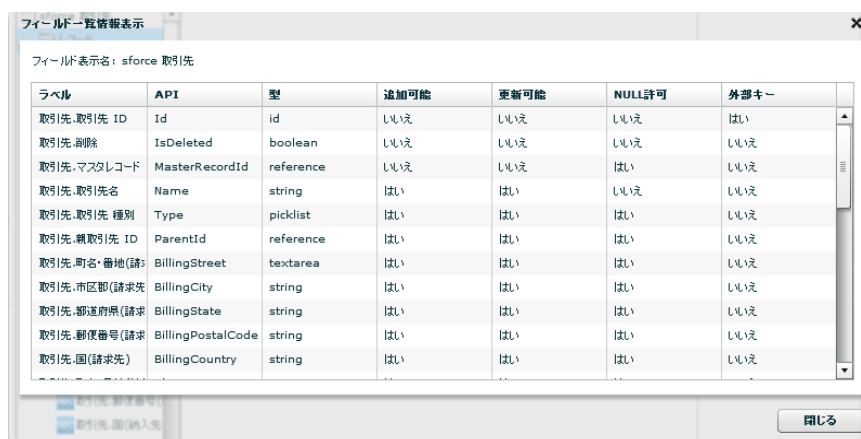 フィールド一覧情報表示
フィールド表示名: sforce 取引先
ラベル API 型 追加可能 更新可能 NULL許可 外部キー
取引先.取引先 ID Id id いいえ いいえ いいえ はい
取引先.削除 IsDeleted boolean いいえ いいえ いいえ いいえ
取引先.マスタレコード MasterRecordId reference いいえ いいえ はい いいえ
取引先.取引先名 Name string はい はい いいえ いいえ
取引先.取引先 種別 Type picklist はい はい はい いいえ
取引先.親取引先 ID ParentId reference はい はい はい いいえ
取引先.町名・番地(請求 BillingStreet textarea はい はい はい いいえ
取引先.市区郡(請求先 BillingCity string はい はい はい いいえ
取引先.都道府県(請求 BillingState string はい はい はい いいえ
取引先.郵便番号(請求 BillingPostalCode string はい はい はい いいえ
取引先.国(請求先) BillingCountry string はい はい はい いいえ
取引先.郵便番号(
取引先.国(納入先
閉じる